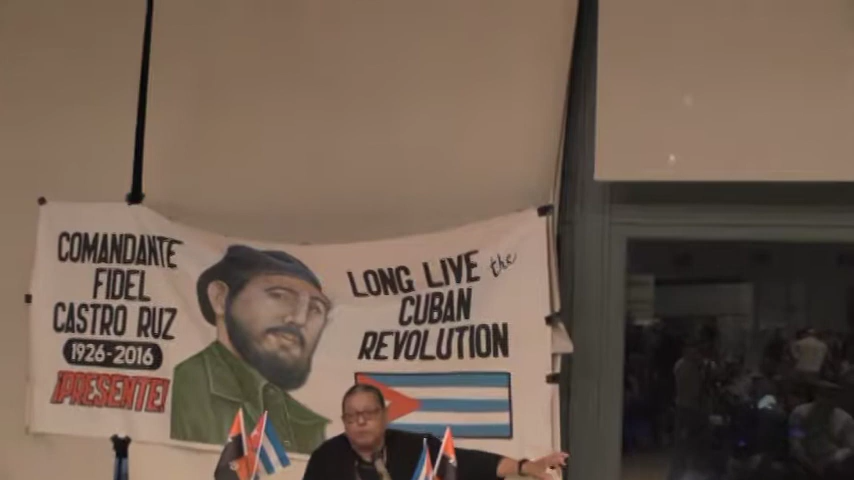 COMANDANTE
FIDEL
CASTRO RUZ
1926-2016
¡PRESENTE!
LONG LIVE the
CUBAN
REVOLUTION